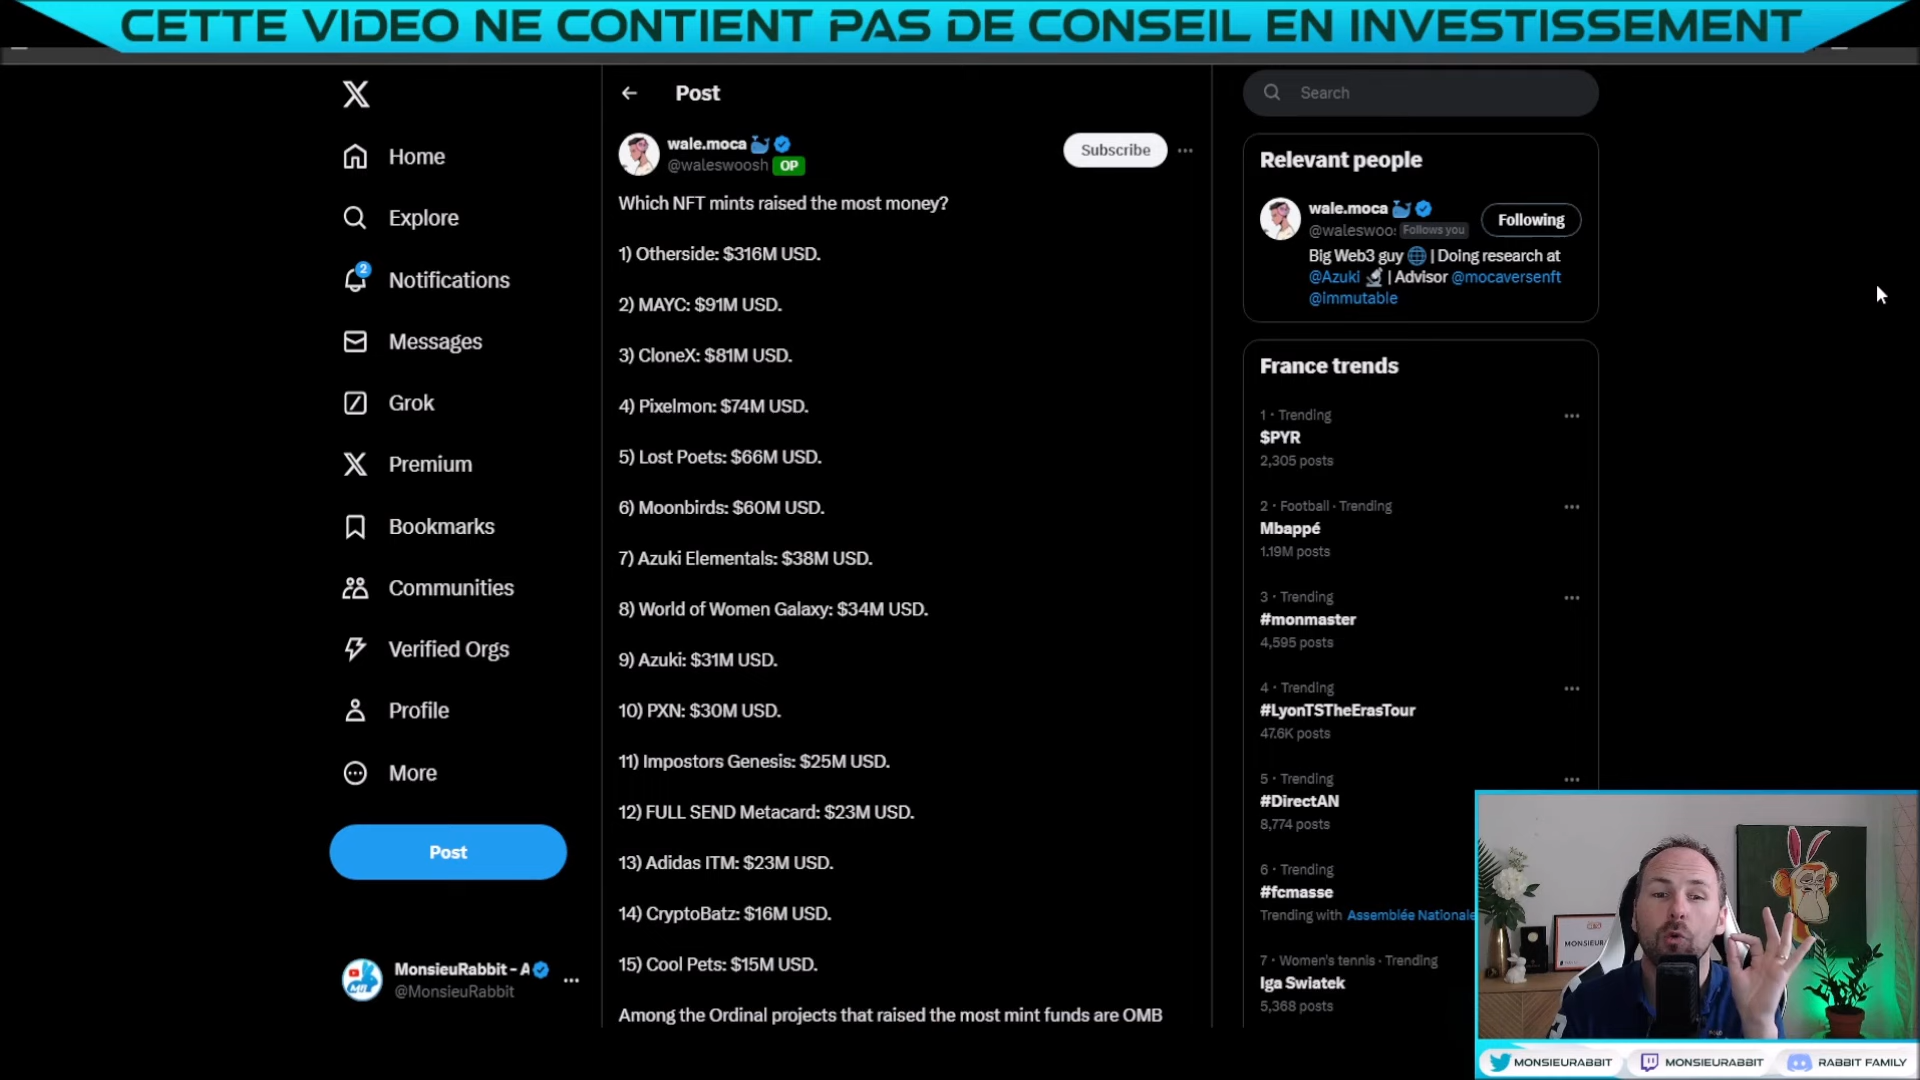 CETTE VIDEO NE CONTIENT PAS DE CONSEIL EN INVESTISSEMENT
Home
Explore
2
Notifications
Messages
Grok
Premium
Bookmarks
Communities
Verified Orgs
Profile
More
Post
MonsieuRabbit - A
@MonsieuRabbit
Post
wale.moca
@waleswoosh OP
Subscribe
Which NFT mints raised the most money?
1) Otherside: $316M USD.
2) MAYC: $91M USD.
3) CloneX: $81M USD.
4) Pixelmon: $74M USD.
5) Lost Poets: $66M USD.
6) Moonbirds: $60M USD.
7) Azuki Elementals: $38M USD.
8) World of Women Galaxy: $34M USD.
9) Azuki: $31M USD.
10) PXN: $30M USD.
11) Impostors Genesis: $25M USD.
12) FULL SEND Metacard: $23M USD.
13) Adidas ITM: $23M USD.
14) CryptoBatz: $16M USD.
15) Cool Pets: $15M USD.
Among the Ordinal projects that raised the most mint funds are OMB
Search
Relevant people
wale.moca
@waleswoo: Follows you
Following
Big Web3 guy | Doing research at
@Azuki | Advisor @mocaversenft
@immutable
France trends
1 · Trending
$PYR
2,305 posts
2 · Football · Trending
Mbappé
1.19M posts
3 · Trending
#monmaster
4,595 posts
4 · Trending
#LyonTSTheErasTour
47.6K posts
5 · Trending
#DirectAN
8,774 posts
6 · Trending
#fcmasse
Trending with Assemblée Nationale
7 · Women's tennis · Trending
Iga Swiatek
5,368 posts
MONSIEUR
MONSIEURABBIT
MONSIEURABBIT
RABBIT FAMILY